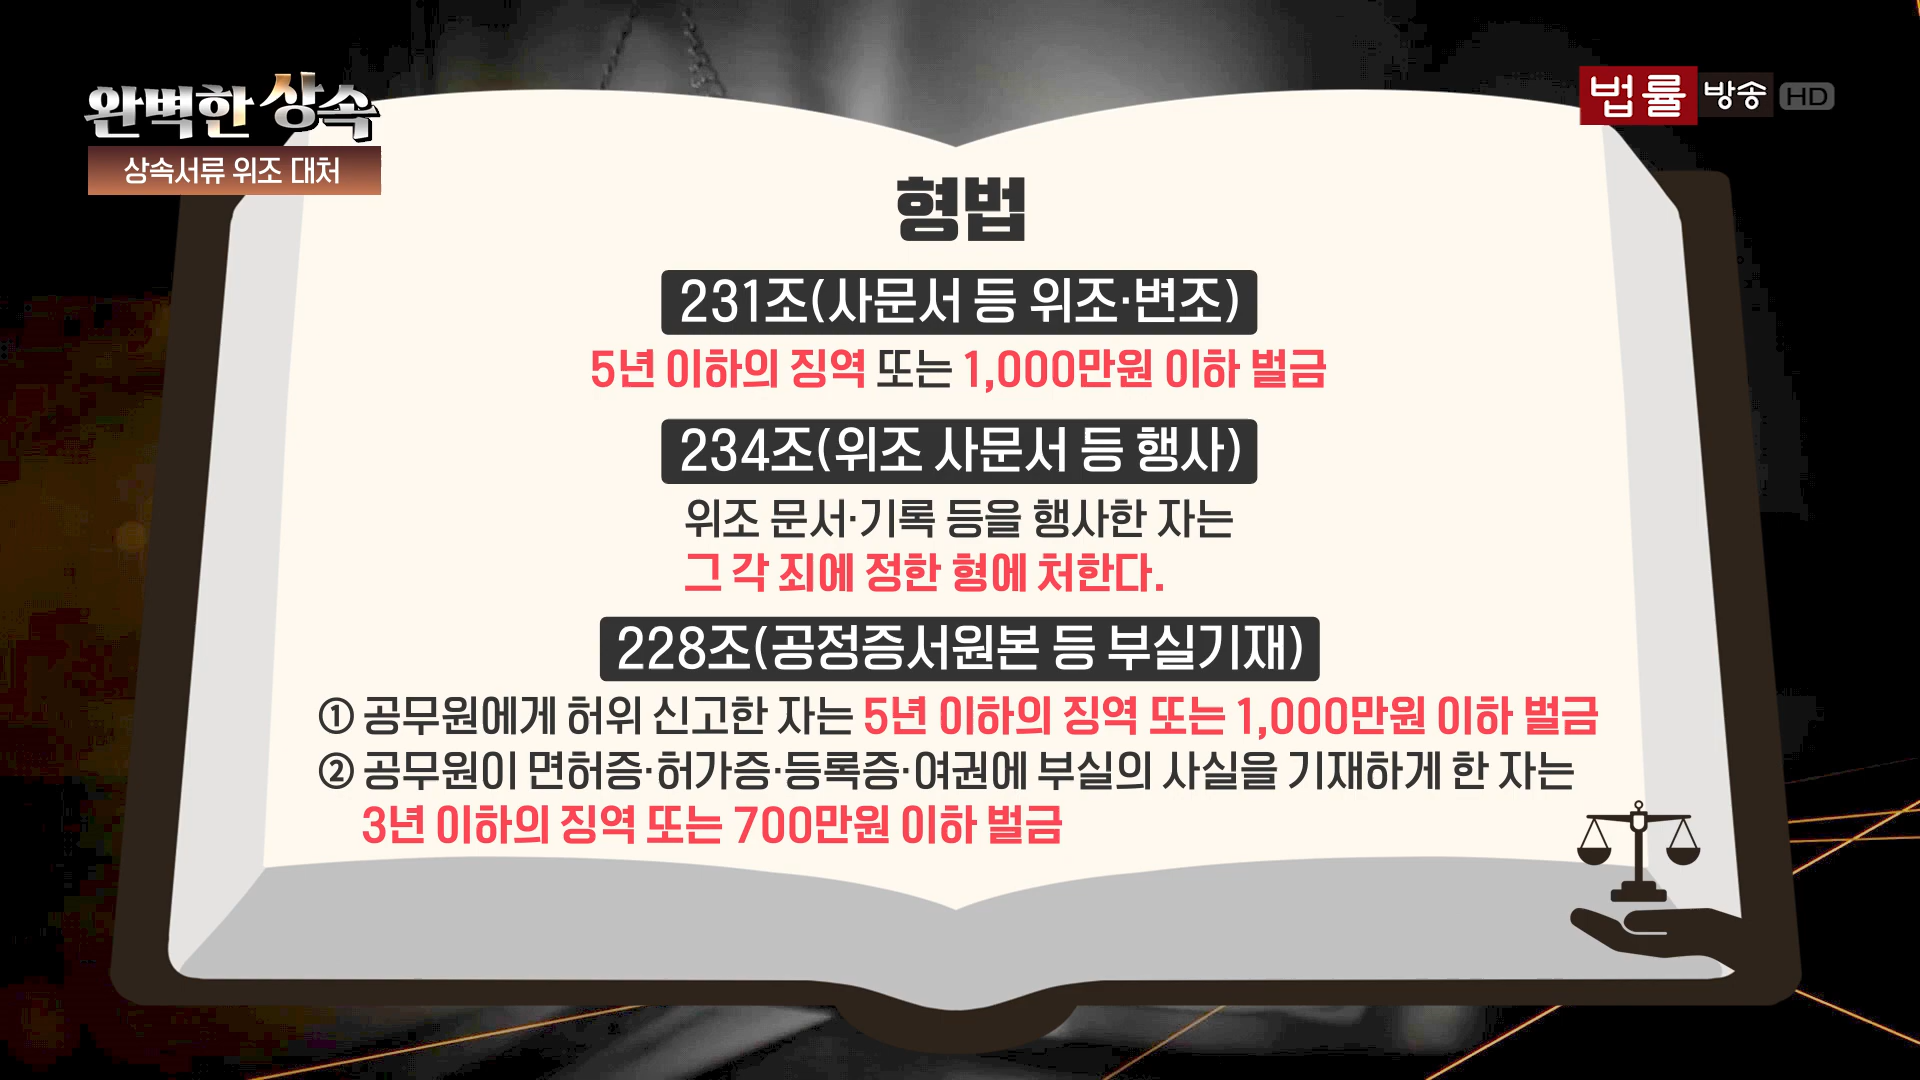 완벽한 상속
상속서류 위조 대처
법률방송 HD
형법
231조(사문서 등 위조·변조)
5년 이하의 징역 또는 1,000만원 이하 벌금
234조(위조 사문서 등 행사)
위조 문서·기록 등을 행사한 자는
그 각 죄에 정한 형에 처한다.
228조(공정증서원본 등 부실기재)
① 공무원에게 허위 신고한 자는 5년 이하의 징역 또는 1,000만원 이하 벌금
② 공무원이 면허증·허가증·등록증·여권에 부실의 사실을 기재하게 한 자는
3년 이하의 징역 또는 700만원 이하 벌금